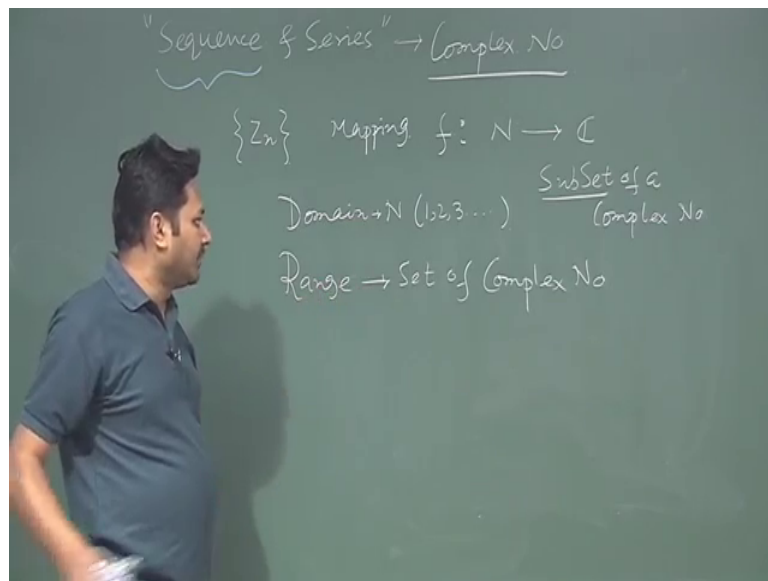 "Sequence & Series" → Complex No
{Zn} Mapping f: N → ℂ
SubSet of a
Domain → N (1,2,3....)
Complex No
Range → Set of Complex No